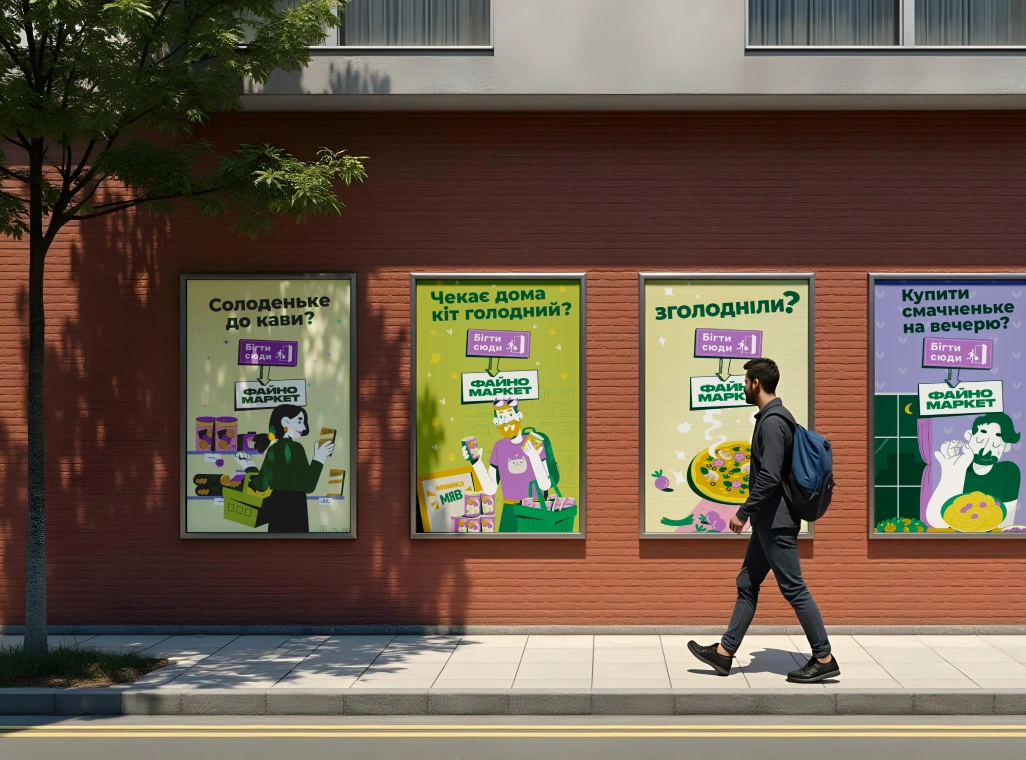 Солоденьке
до кави?
Бігти
сюди
ФАЙНО
МАРКЕТ
Чекає дома
кіт голодний?
Бігти
сюди
ФАЙНО
МАРКЕТ
НОВИНКА
МЯВ
зголодніли?
Бігти
сюди
Купити
смачненьке
на вечерю?
Бігти
сюди
ФАЙНО
МАРКЕТ